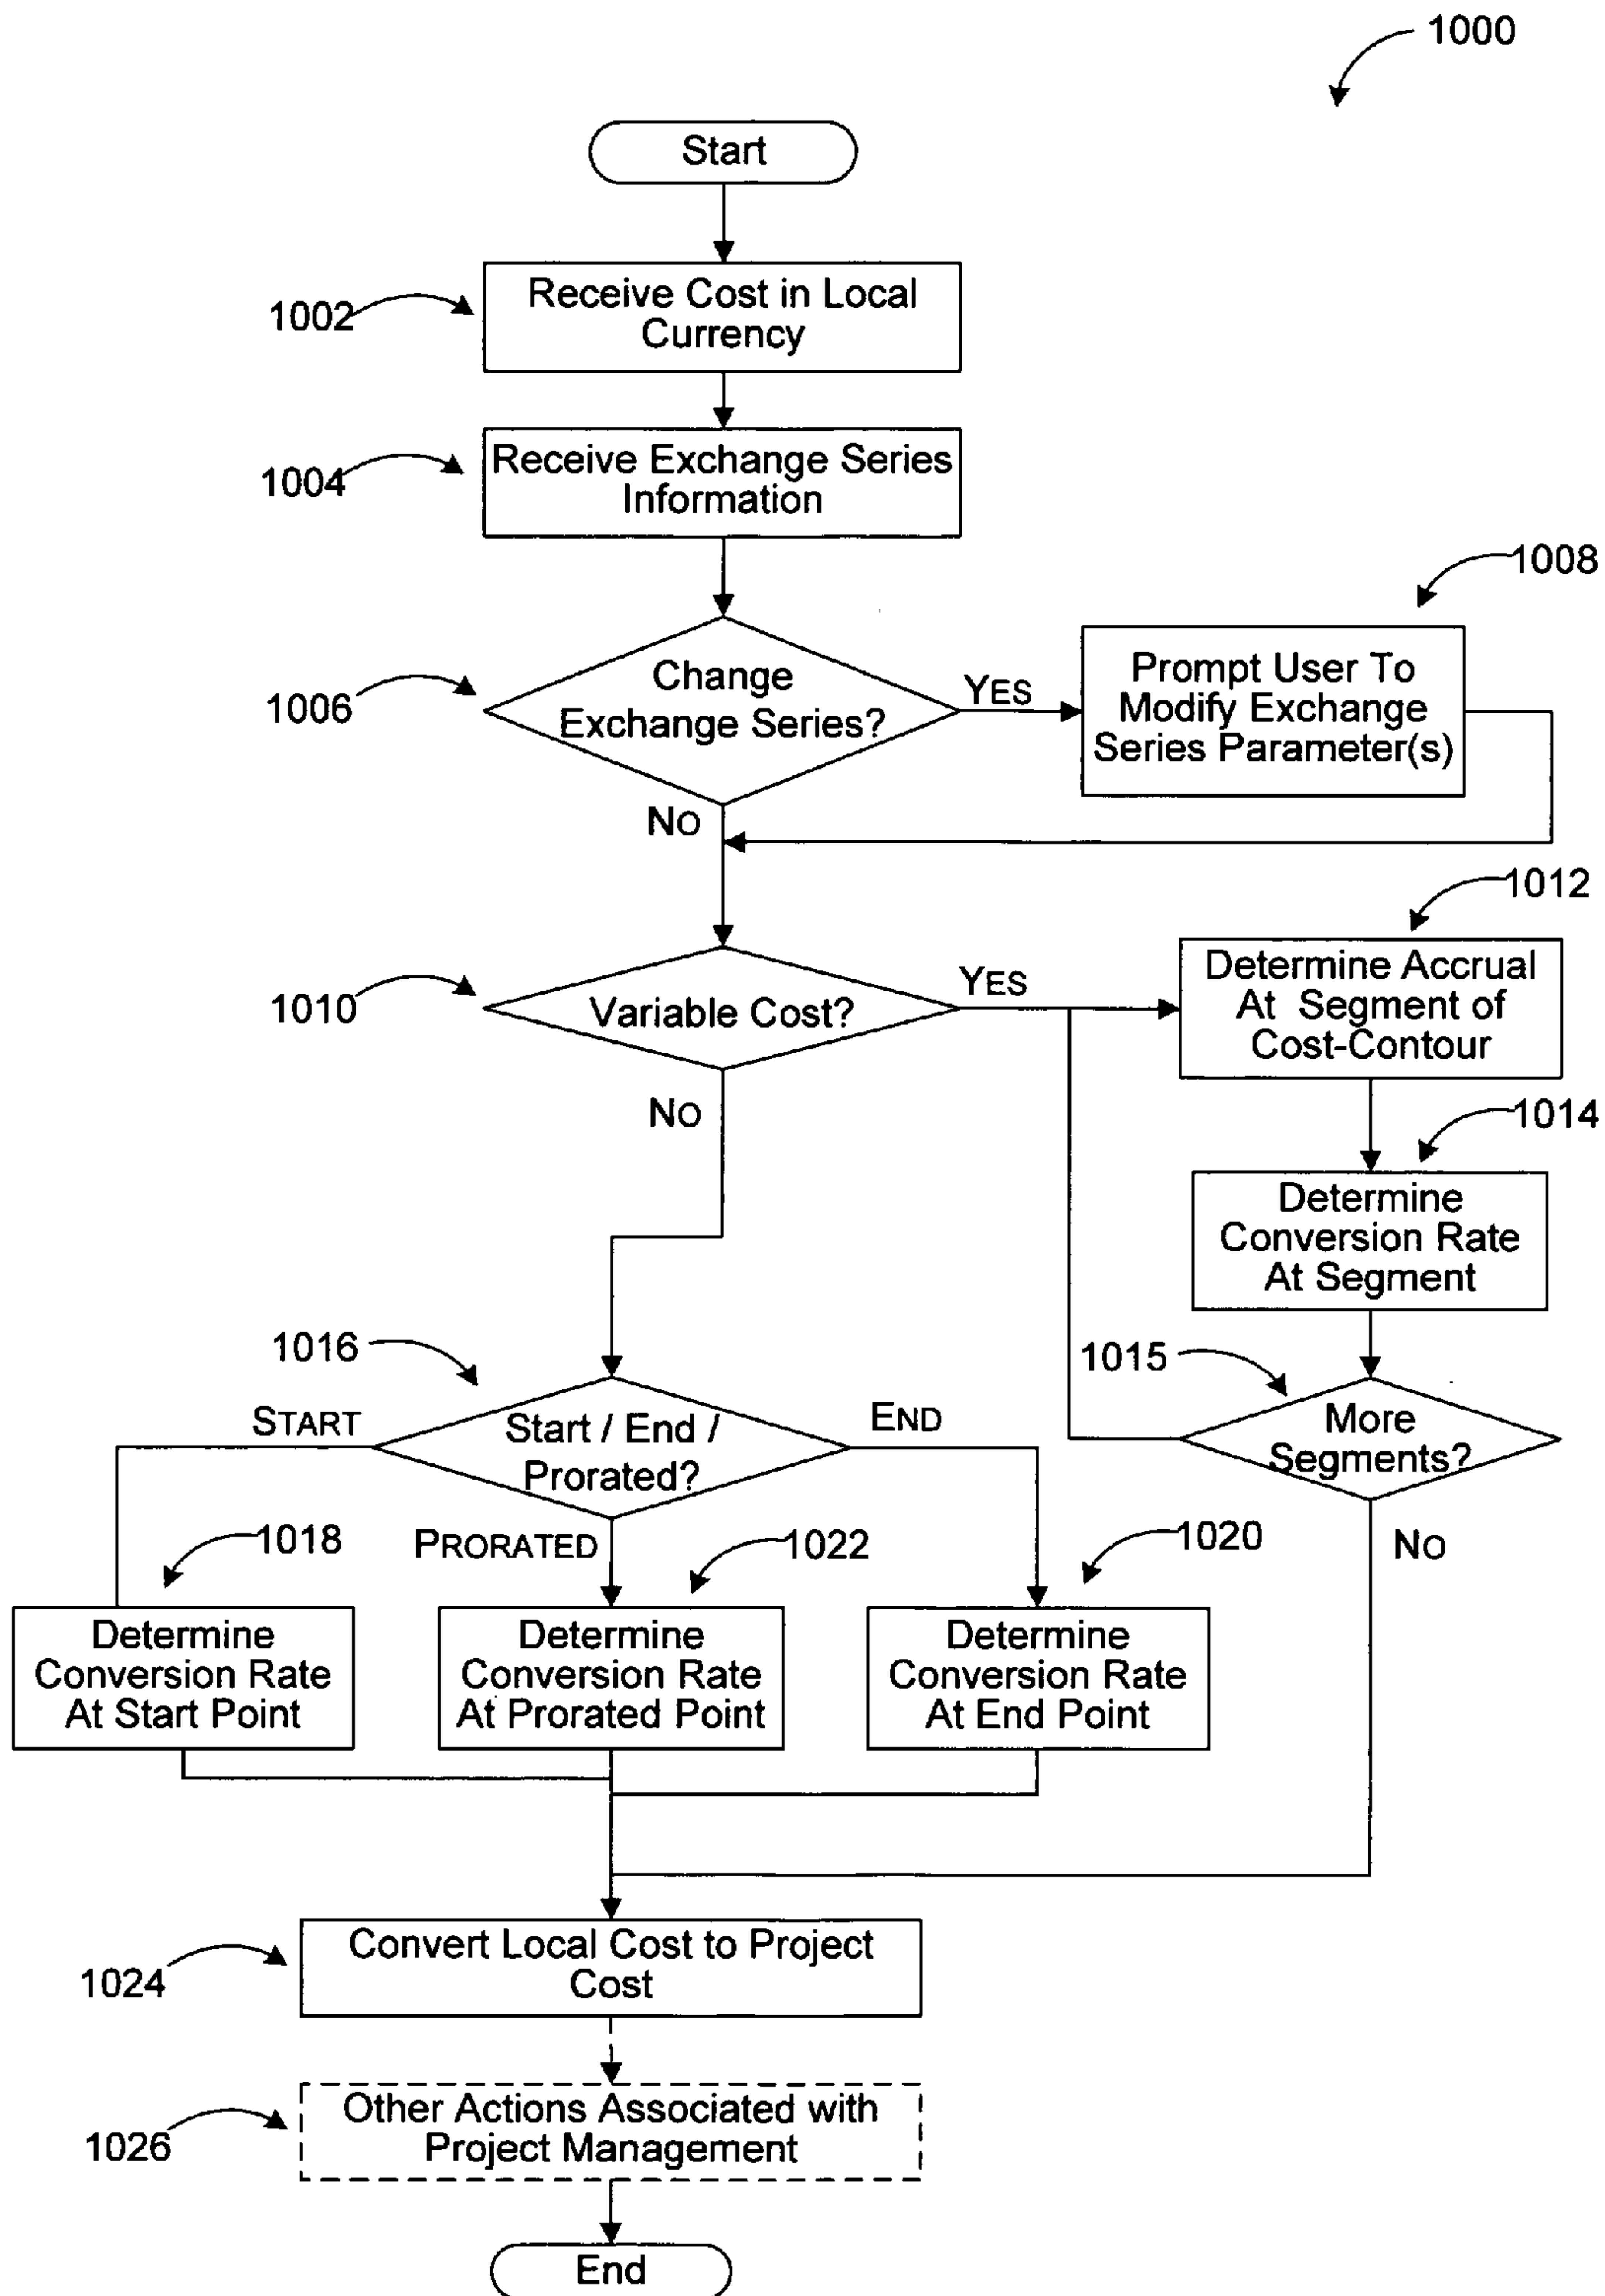 1000
Start
Receive Cost in Local
Currency
1002
Receive Exchange Series
Information
1004
1008
Change
Exchange Series?
1006
YES
Prompt User To
Modify Exchange
Series Parameter(s)
NO
1012
Variable Cost?
1010
YES
Determine Accrual
At Segment of
Cost-Contour
NO
1014
Determine
Conversion Rate
At Segment
1016
1015
START
Start / End /
Prorated?
END
More
Segments?
1018
PRORATED
1022
1020
NO
Determine
Conversion Rate
At Start Point
Determine
Conversion Rate
At Prorated Point
Determine
Conversion Rate
At End Point
Convert Local Cost to Project
Cost
1024
Other Actions Associated with
Project Management
1026
End